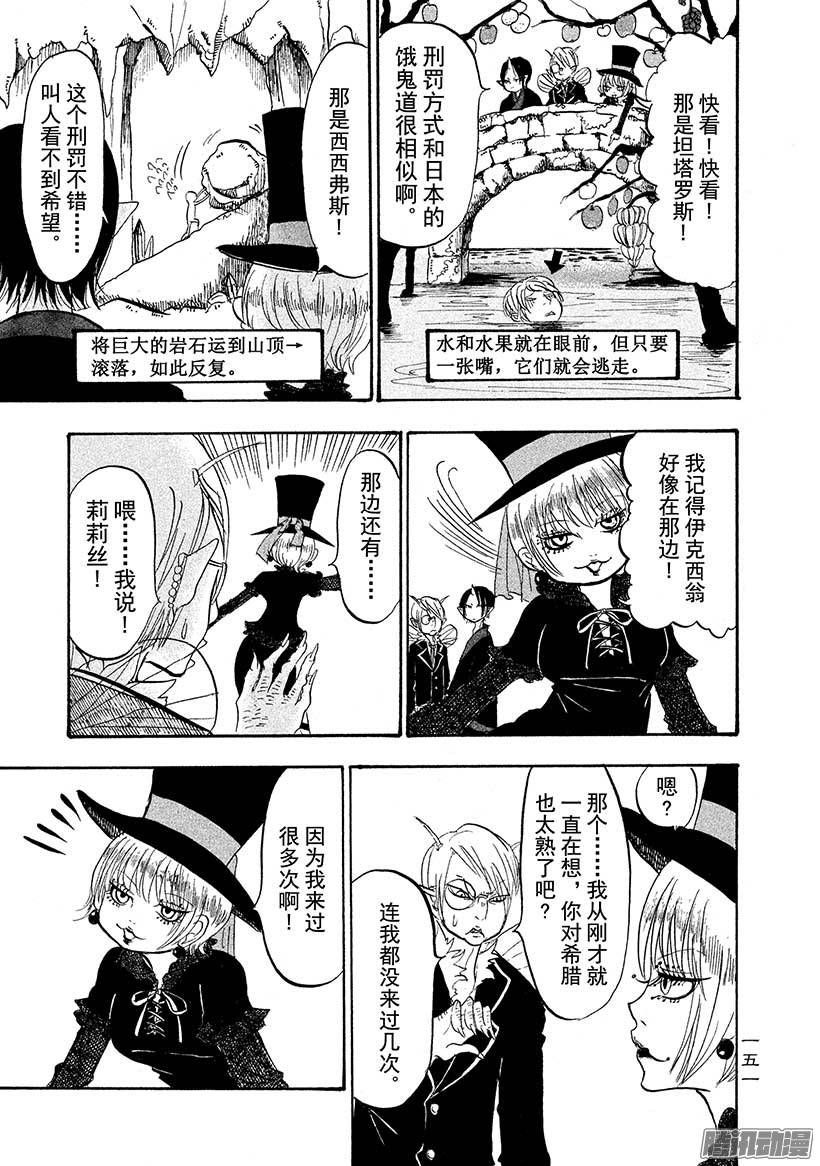 快看！快看！
那是坦塔罗斯！
刑罚方式和日本的
饿鬼道很相似啊。
水和水果就在眼前，但只要
一张嘴，它们就会逃走。
那是西西弗斯！
这个刑罚不错……
叫人看不到希望。
将巨大的岩石运到山顶→
滚落，如此反复。
我记得伊克西翁
好像在那边！
那边还有……
喂……我说！
莉莉丝！
嗯？
那个……我从刚才就
一直在想，你对希腊
也太熟了吧？
连我都没来过几次。
因为我来过
很多次啊！
一五一
腾讯动漫